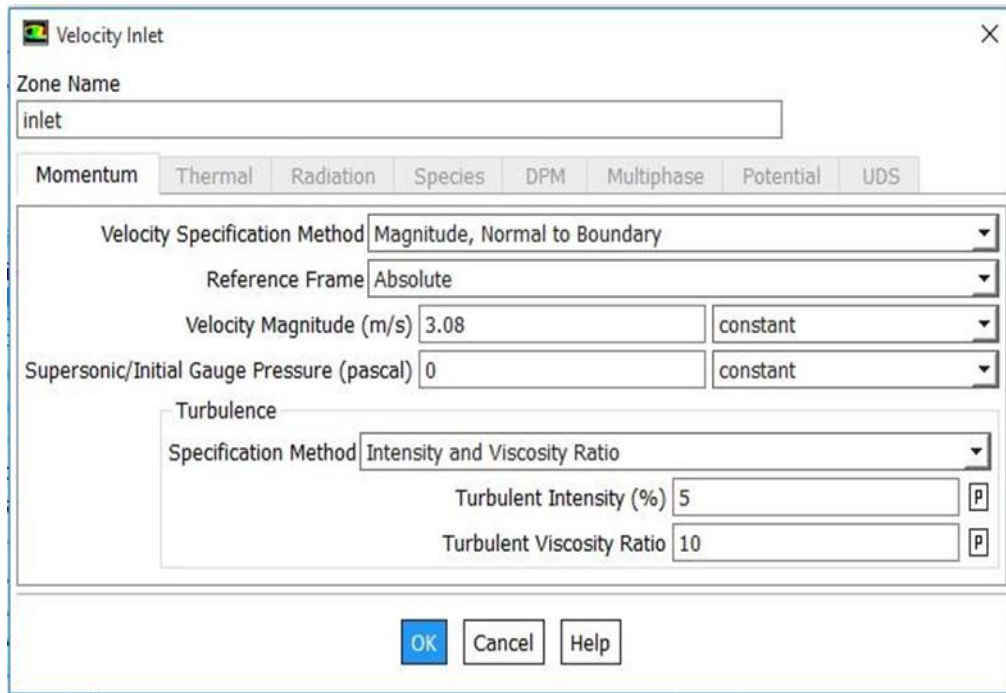 Velocity Inlet
Zone Name
inlet
Momentum Thermal Radiation Species DPM Multiphase Potential UDS
Velocity Specification Method Magnitude, Normal to Boundary
Reference Frame Absolute
Velocity Magnitude (m/s) 3.08 constant
Supersonic/Initial Gauge Pressure (pascal) 0 constant
Turbulence
Specification Method Intensity and Viscosity Ratio
Turbulent Intensity (%) 5 P
Turbulent Viscosity Ratio 10 P
OK Cancel Help